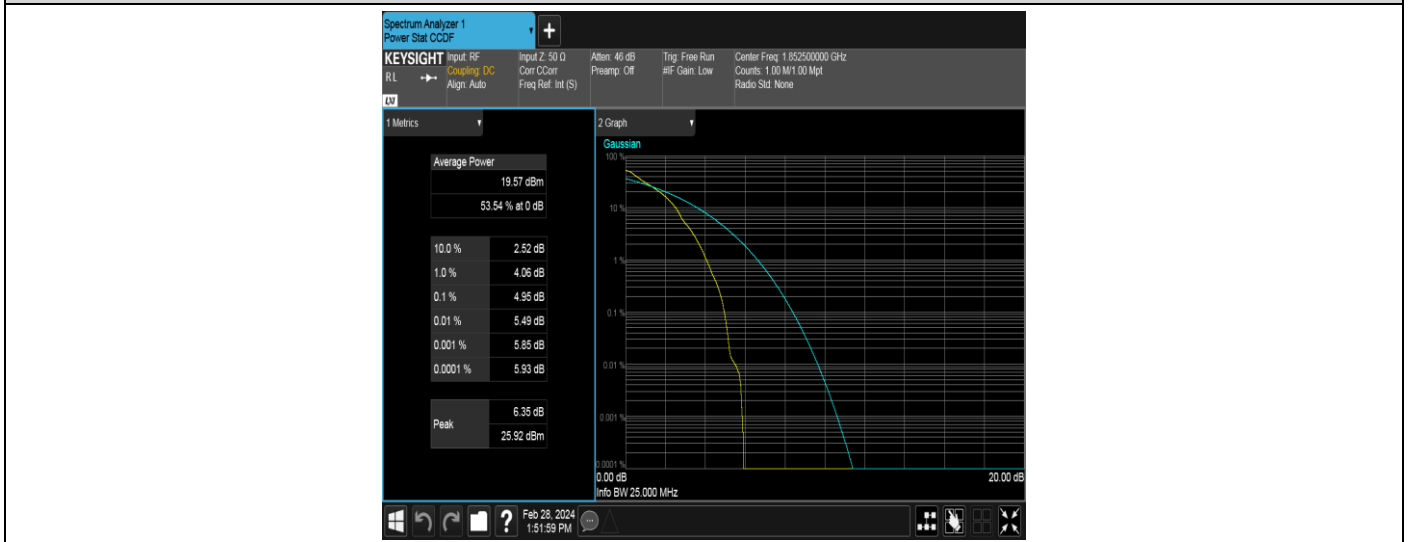 Spectrum Analyzer 1
Power Stat CCDF
+
KEYSIGHT
RL
LXI
Input: RF
Coupling: DC
Align: Auto
Input Z: 50 Ω
Corr CCorr
Freq Ref: Int (S)
Atten: 46 dB
Preamp: Off
Trig: Free Run
#IF Gain: Low
Center Freq: 1.852500000 GHz
Counts: 1.00 M/1.00 Mpt
Radio Std: None
1 Metrics
Average Power
19.57 dBm
53.54 % at 0 dB
10.0 % 2.52 dB
1.0 % 4.06 dB
0.1 % 4.95 dB
0.01 % 5.49 dB
0.001 % 5.85 dB
0.0001 % 5.93 dB
Peak
6.35 dB
25.92 dBm
2 Graph
Gaussian
100 %
10 %
1 %
0.1 %
0.01 %
0.001 %
0.0001 %
0.00 dB 20.00 dB
Info BW 25.000 MHz
?
Feb 28, 2024
1:51:59 PM